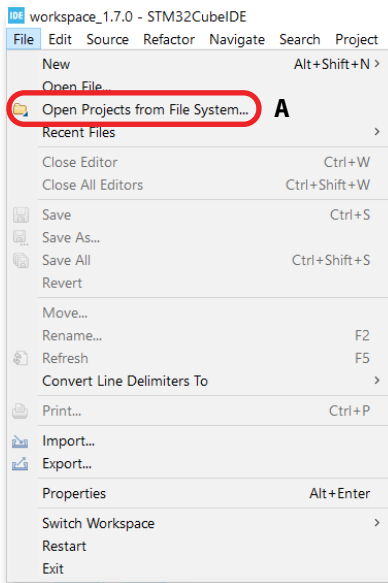 IDE workspace_1.7.0 - STM32CubeIDE
File Edit Source Refactor Navigate Search Project
New Alt+Shift+N >
Open File...
Open Projects from File System... A
Recent Files >
Close Editor Ctrl+W
Close All Editors Ctrl+Shift+W
Save Ctrl+S
Save As...
Save All Ctrl+Shift+S
Revert
Move...
Rename... F2
Refresh F5
Convert Line Delimiters To >
Print... Ctrl+P
Import...
Export...
Properties Alt+Enter
Switch Workspace >
Restart
Exit